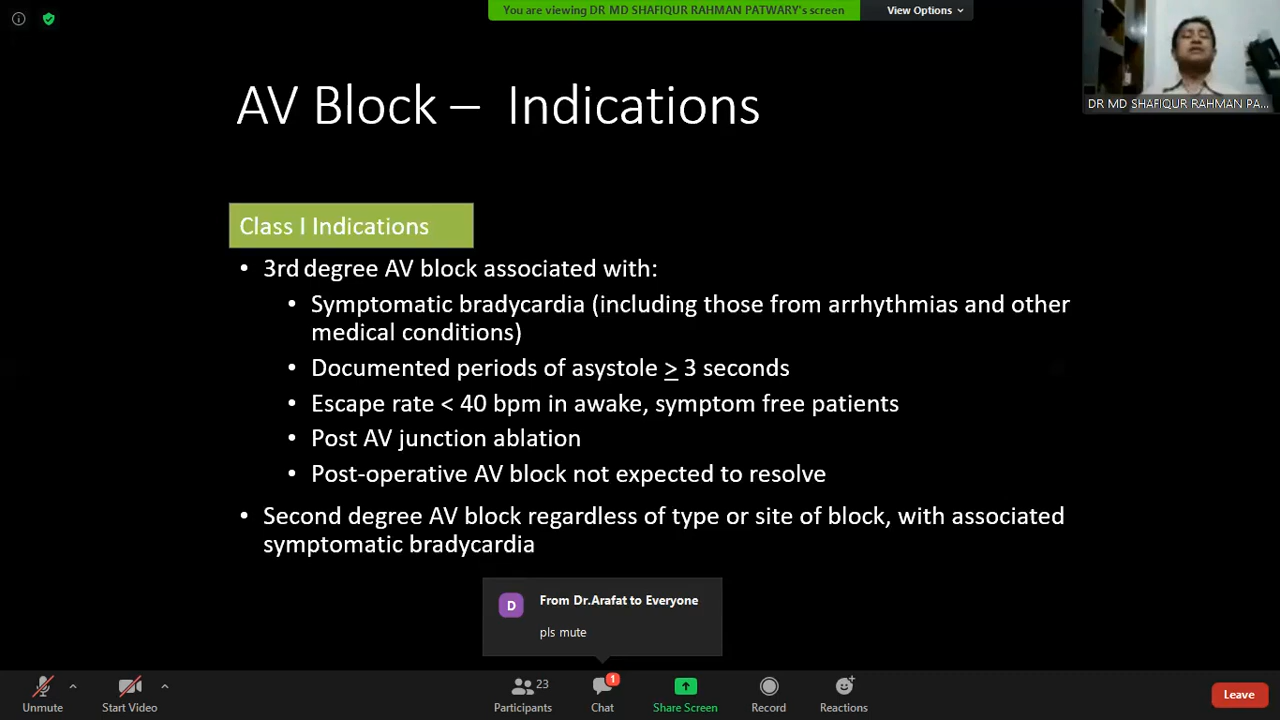 You are viewing DR MD SHAFIQUR RAHMAN PATWARY's screen
View Options
DR MD SHAFIQUR RAHMAN PA...
AV Block – Indications
Class I Indications
• 3rd degree AV block associated with:
• Symptomatic bradycardia (including those from arrhythmias and other
medical conditions)
• Documented periods of asystole ≥ 3 seconds
• Escape rate < 40 bpm in awake, symptom free patients
• Post AV junction ablation
• Post-operative AV block not expected to resolve
• Second degree AV block regardless of type or site of block, with associated
symptomatic bradycardia
D
From Dr.Arafat to Everyone
pls mute
Unmute
Start Video
23
Participants
1
Chat
Share Screen
Record
Reactions
Leave